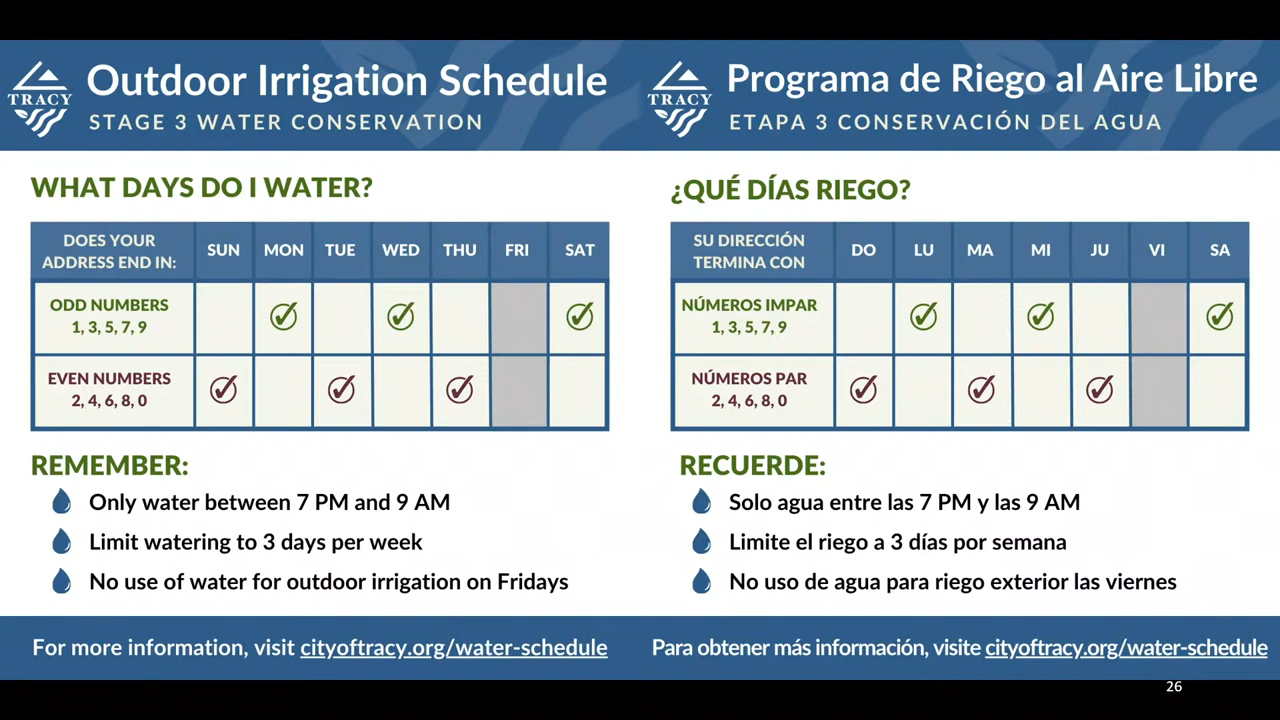 TRACY
Outdoor Irrigation Schedule
STAGE 3 WATER CONSERVATION
WHAT DAYS DO I WATER?
DOES YOUR
ADDRESS END IN:
SUN MON TUE WED THU FRI SAT
ODD NUMBERS
1, 3, 5, 7, 9
EVEN NUMBERS
2, 4, 6, 8, 0
REMEMBER:
Only water between 7 PM and 9 AM
Limit watering to 3 days per week
No use of water for outdoor irrigation on Fridays
For more information, visit cityoftracy.org/water-schedule
TRACY
Programa de Riego al Aire Libre
ETAPA 3 CONSERVACIÓN DEL AGUA
¿QUÉ DÍAS RIEGO?
SU DIRECCIÓN
TERMINA CON
DO LU MA MI JU VI SA
NÚMEROS IMPAR
1, 3, 5, 7, 9
NÚMEROS PAR
2, 4, 6, 8, 0
RECUERDE:
Solo agua entre las 7 PM y las 9 AM
Limite el riego a 3 días por semana
No uso de agua para riego exterior las viernes
Para obtener más información, visite cityoftracy.org/water-schedule
26